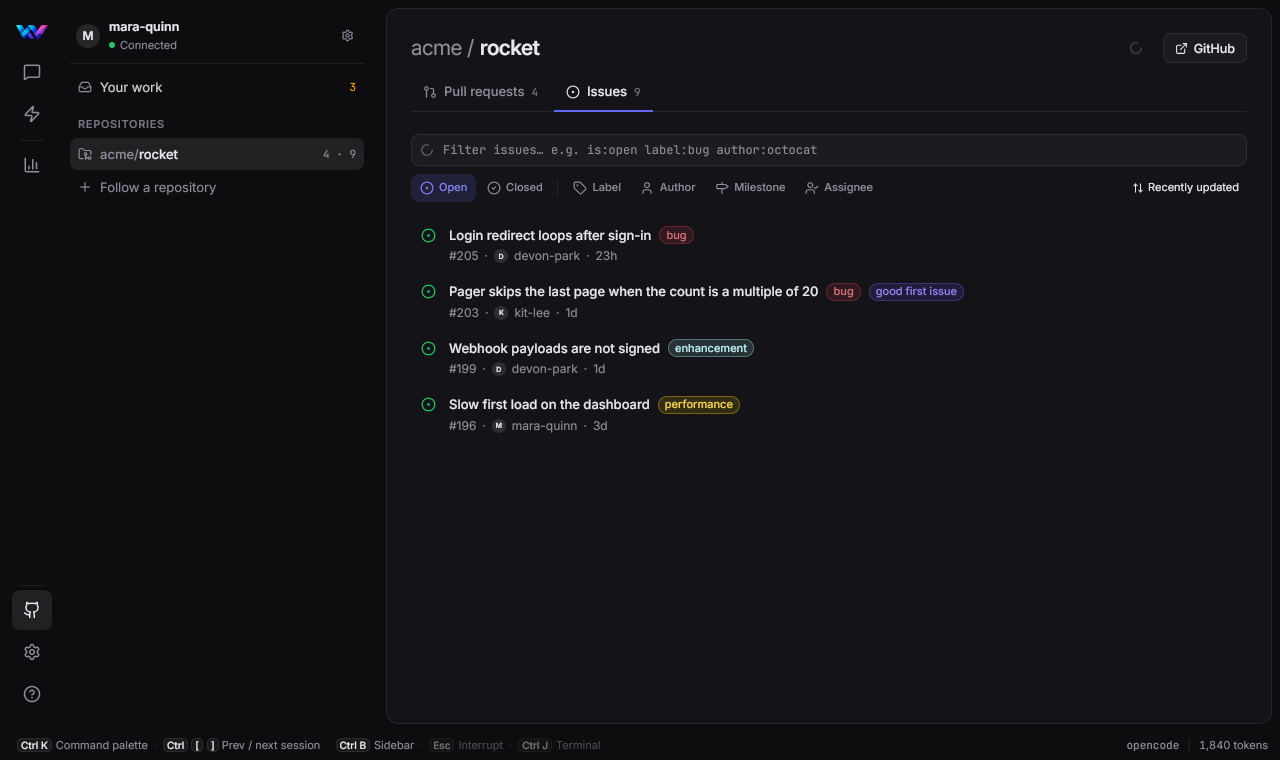 M mara-quinn
Connected
Your work 3
REPOSITORIES
acme/rocket 4 · 9
Follow a repository
acme / rocket
GitHub
Pull requests 4
Issues 9
Filter issues… e.g. is:open label:bug author:octocat
Open Closed Label Author Milestone Assignee Recently updated
Login redirect loops after sign-in bug
#205 · D devon-park · 23h
Pager skips the last page when the count is a multiple of 20 bug good first issue
#203 · K kit-lee · 1d
Webhook payloads are not signed enhancement
#199 · D devon-park · 1d
Slow first load on the dashboard performance
#196 · M mara-quinn · 3d
Ctrl K Command palette · Ctrl [ ] Prev / next session · Ctrl B Sidebar · Esc Interrupt · Ctrl J Terminal
opencode 1,840 tokens